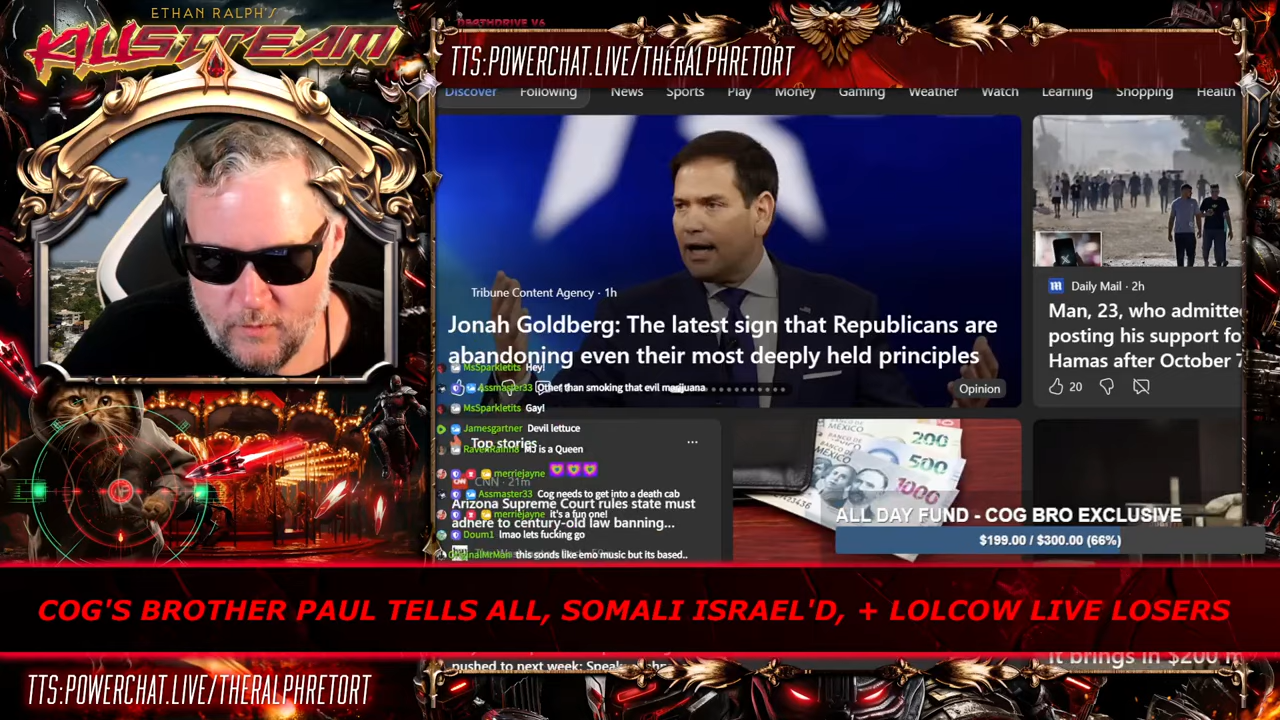 ETHAN RALPH'S
KILLSTREAM
TTS:POWERCHAT.LIVE/THERALPHRETORT
Discover Following News Sports Play Money Gaming Weather Watch Learning Shopping Health
Tribune Content Agency · 1h
Jonah Goldberg: The latest sign that Republicans are
abandoning even their most deeply held principles
Opinion
Daily Mail · 2h
Man, 23, who admitte
posting his support fo
Hamas after October 7
20
MsSparkletits Hey!
Assmaster33 Other than smoking that evil marijuana
MsSparkletits Gay!
Jamesgartner Devil lettuce
Top stories
MJ is a Queen
merriejayne
CNN · 21m
Assmaster33 Cog needs to get into a death cab
Arizona Supreme Court rules state must
merriejayne it's a fun one!
adhere to century-old law banning...
Doum1 lmao lets fucking go
this sonds like emo music but its based..
200
500
1000
ALL DAY FUND - COG BRO EXCLUSIVE
$199.00 / $300.00 (66%)
COG'S BROTHER PAUL TELLS ALL, SOMALI ISRAEL'D, + LOLCOW LIVE LOSERS
pushed to next week: Speak
It brings in $200 m
TTS:POWERCHAT.LIVE/THERALPHRETORT